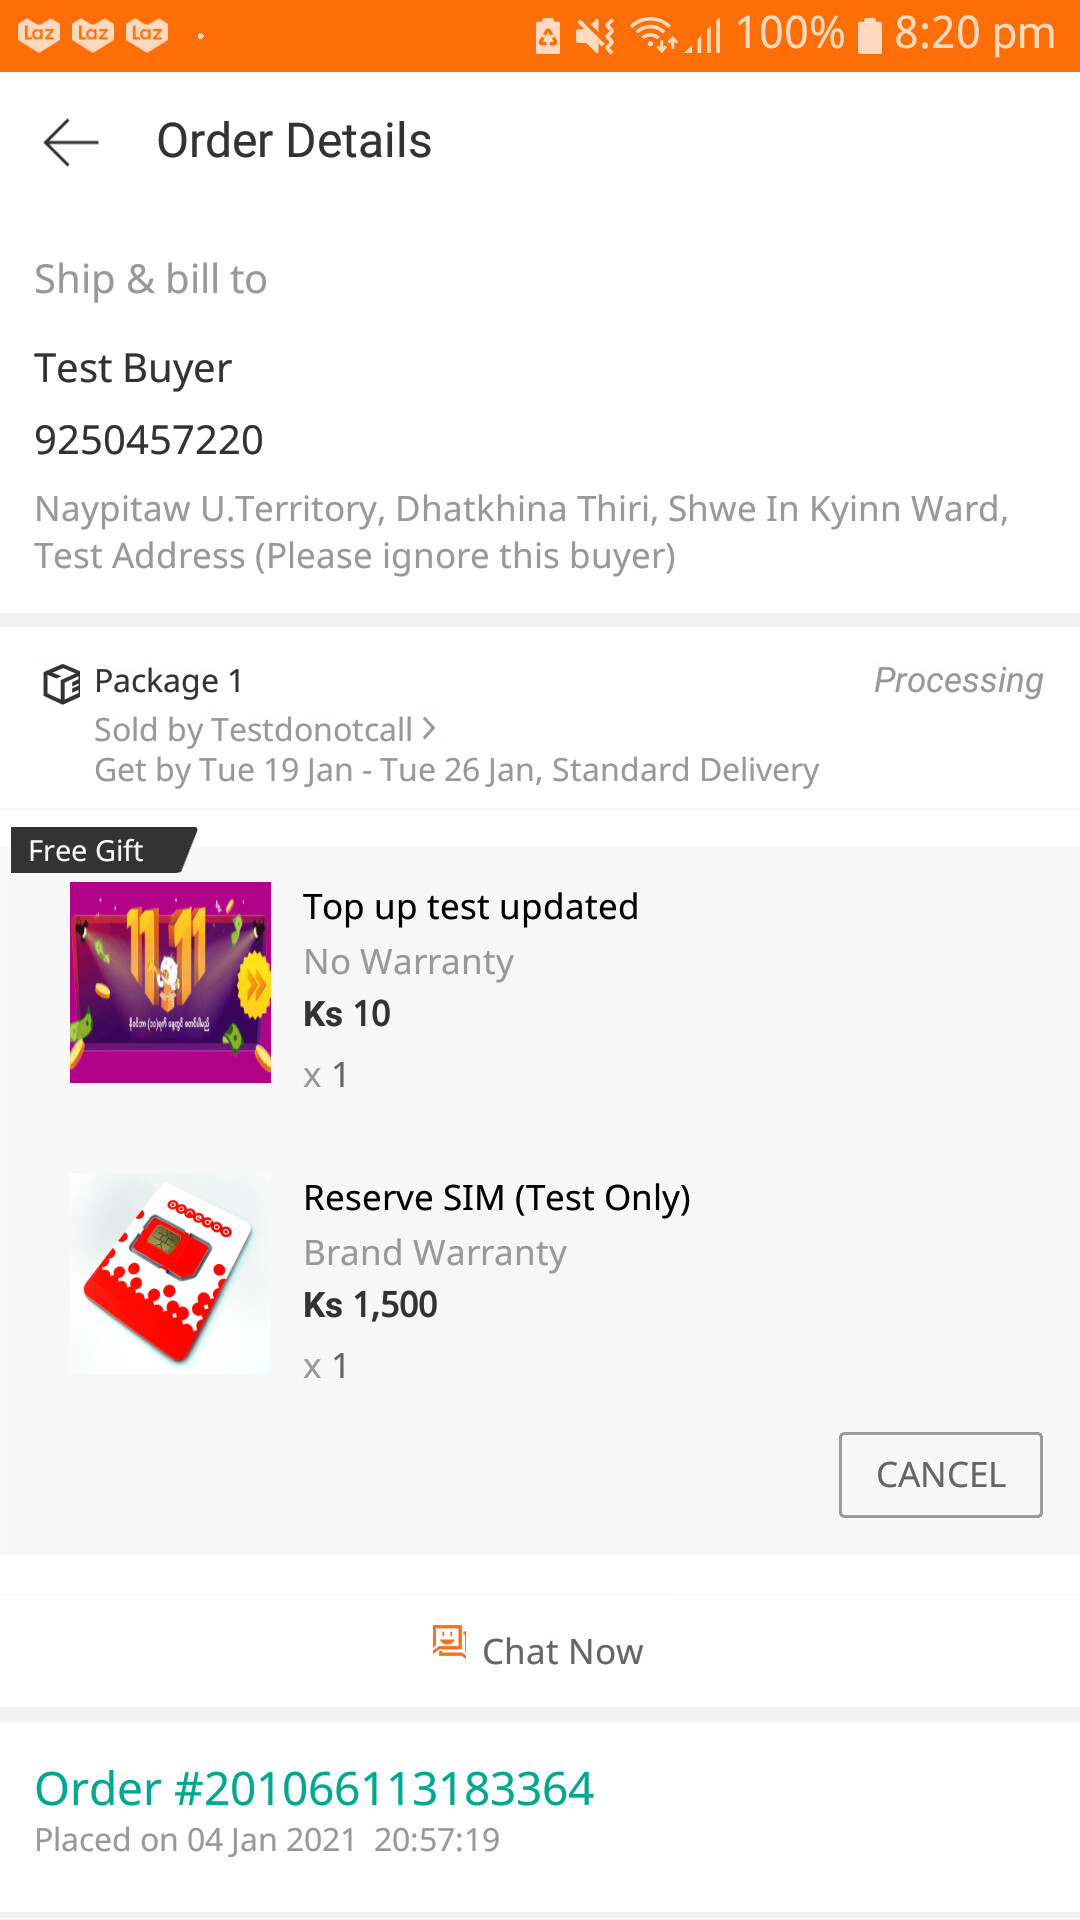 Laz Laz Laz
100% 8:20 pm
Order Details
Ship & bill to
Test Buyer
9250457220
Naypitaw U.Territory, Dhatkhina Thiri, Shwe In Kyinn Ward,
Test Address (Please ignore this buyer)
Package 1
Processing
Sold by Testdonotcall
Get by Tue 19 Jan - Tue 26 Jan, Standard Delivery
Free Gift
11.11
Top up test updated
No Warranty
Ks 10
x 1
ooredoo
Reserve SIM (Test Only)
Brand Warranty
Ks 1,500
x 1
CANCEL
Chat Now
Order #201066113183364
Placed on 04 Jan 2021 20:57:19